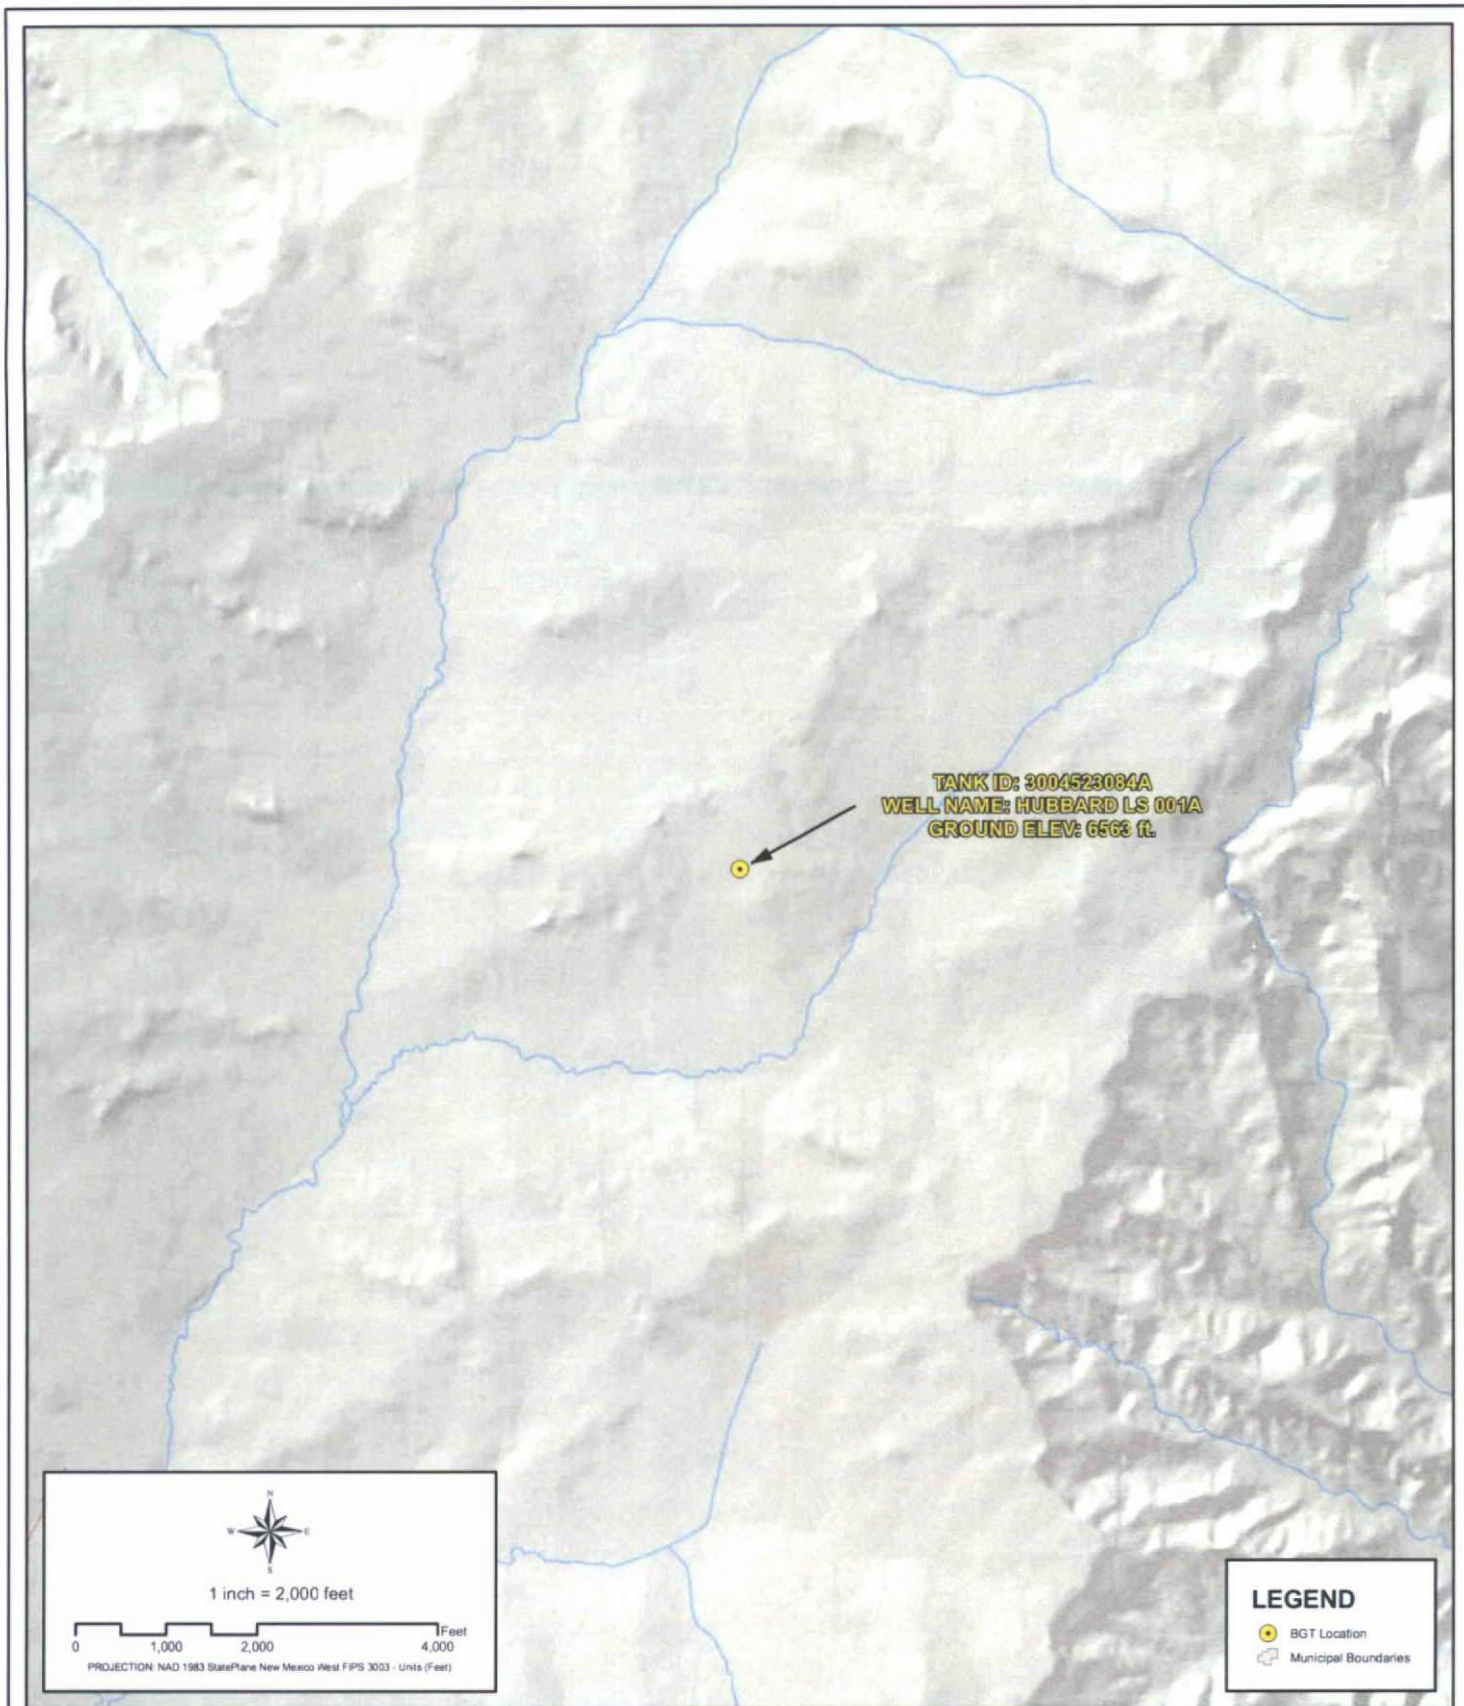 TANK ID: 3004523084A
WELL NAME: HUBBARD LS 001A
GROUND ELEV: 6563 ft.
N
W E
S
1 inch = 2,000 feet
Feet
0 1,000 2,000 4,000
PROJECTION: NAD 1983 StatePlane New Mexico West FIPS 3003 - Units (Feet)
LEGEND
BGT Location
Municipal Boundaries